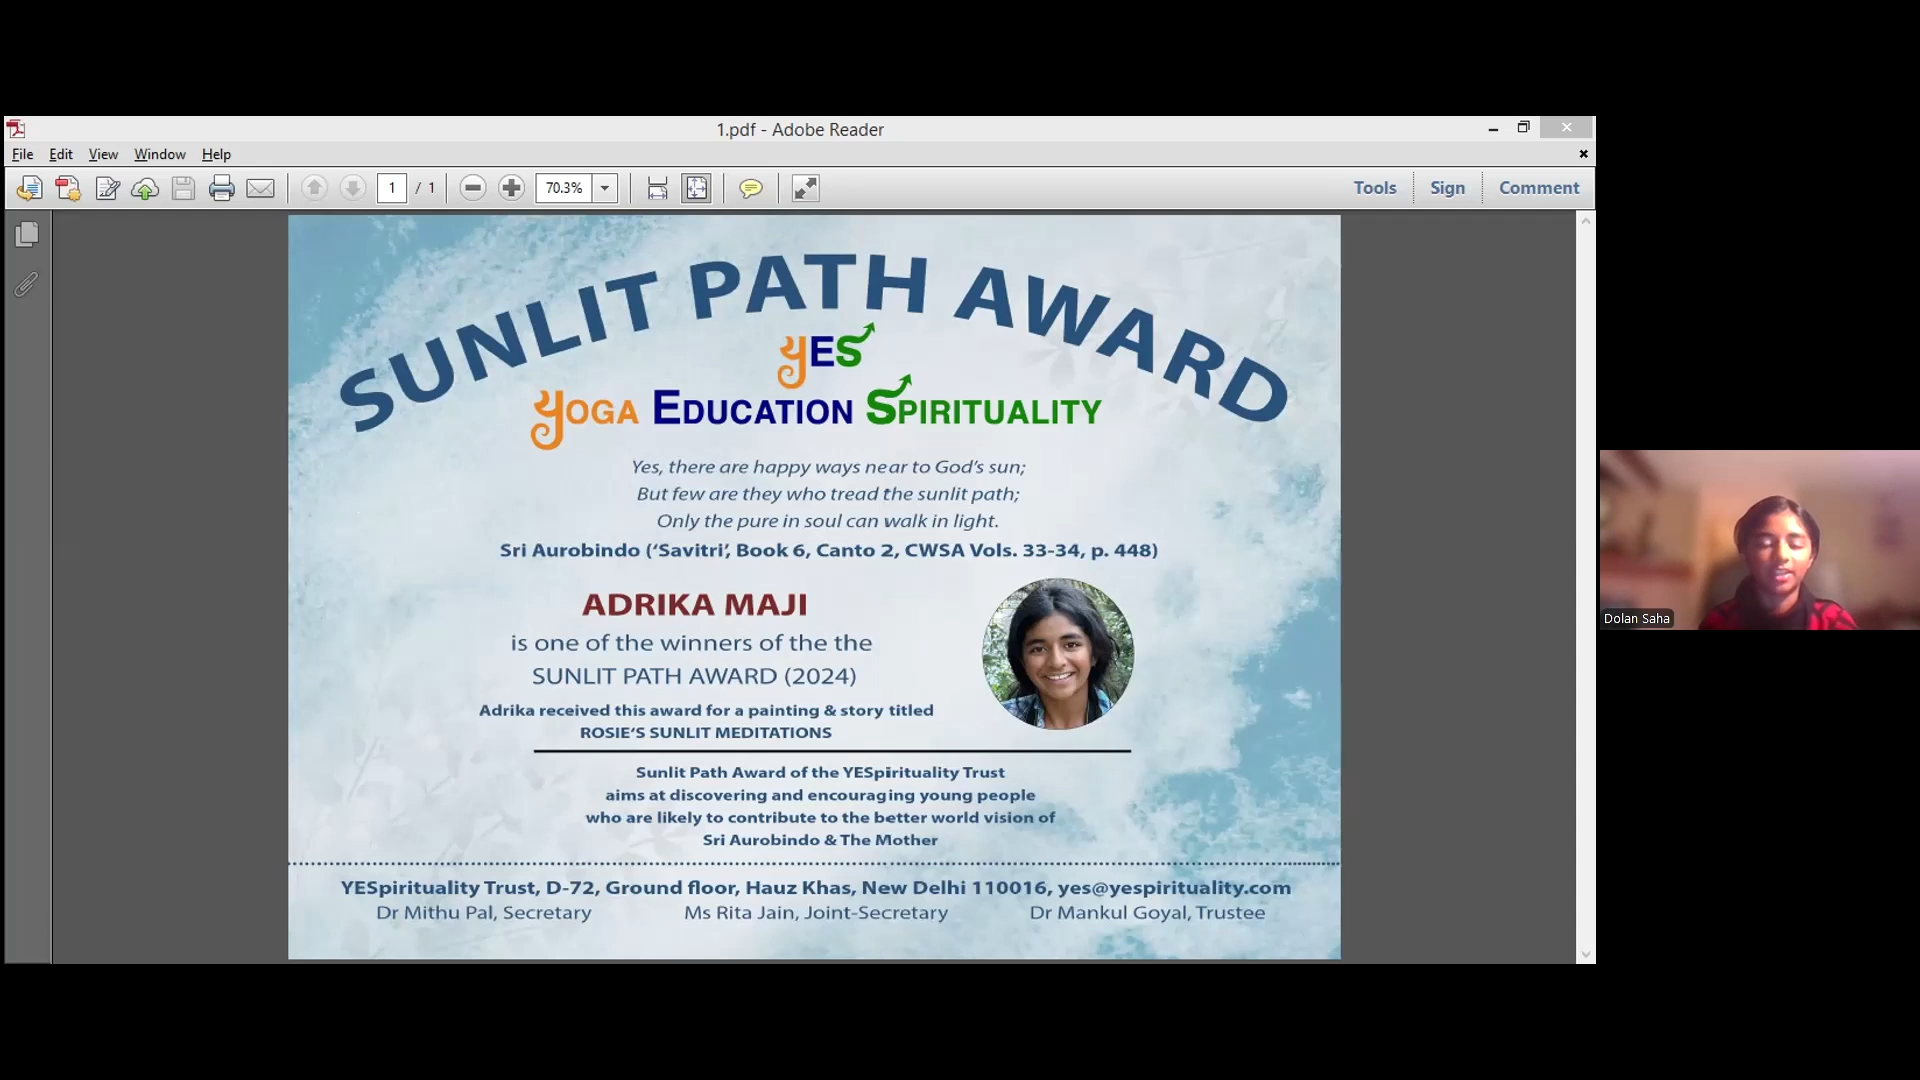 1.pdf - Adobe Reader
File Edit View Window Help
1 / 1 70.3% Tools Sign Comment
SUNLIT PATH AWARD
YES
YOGA EDUCATION SPIRITUALITY
Yes, there are happy ways near to God's sun;
But few are they who tread the sunlit path;
Only the pure in soul can walk in light.
Sri Aurobindo ('Savitri', Book 6, Canto 2, CWSA Vols. 33-34, p. 448)
ADRIKA MAJI
is one of the winners of the the
SUNLIT PATH AWARD (2024)
Adrika received this award for a painting & story titled
ROSIE'S SUNLIT MEDITATIONS
Sunlit Path Award of the YESpirituality Trust
aims at discovering and encouraging young people
who are likely to contribute to the better world vision of
Sri Aurobindo & The Mother
YESpirituality Trust, D-72, Ground floor, Hauz Khas, New Delhi 110016, yes@yespirituality.com
Dr Mithu Pal, Secretary Ms Rita Jain, Joint-Secretary Dr Mankul Goyal, Trustee
Dolan Saha